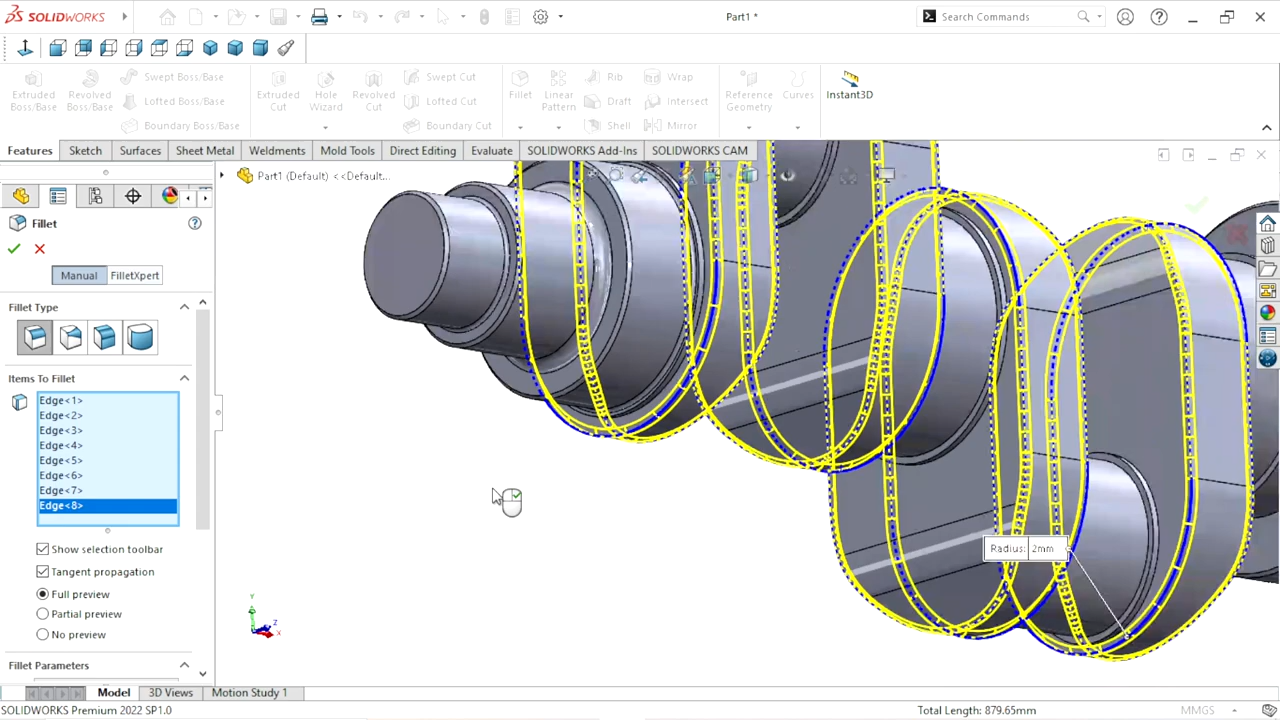 SOLIDWORKS
Part1 *
Search Commands
Extruded Boss/Base
Revolved Boss/Base
Swept Boss/Base
Lofted Boss/Base
Boundary Boss/Base
Extruded Cut
Hole Wizard
Revolved Cut
Swept Cut
Lofted Cut
Boundary Cut
Fillet
Linear Pattern
Rib
Draft
Shell
Wrap
Intersect
Mirror
Reference Geometry
Curves
Instant3D
Features
Sketch
Surfaces
Sheet Metal
Weldments
Mold Tools
Direct Editing
Evaluate
SOLIDWORKS Add-Ins
SOLIDWORKS CAM
Part1 (Default) <<Default...
Fillet
Manual
FilletXpert
Fillet Type
Items To Fillet
Edge<1>
Edge<2>
Edge<3>
Edge<4>
Edge<5>
Edge<6>
Edge<7>
Edge<8>
Show selection toolbar
Tangent propagation
Full preview
Partial preview
No preview
Fillet Parameters
Radius: 2mm
Y
Z
X
Model
3D Views
Motion Study 1
SOLIDWORKS Premium 2022 SP1.0
Total Length: 879.65mm
MMGS